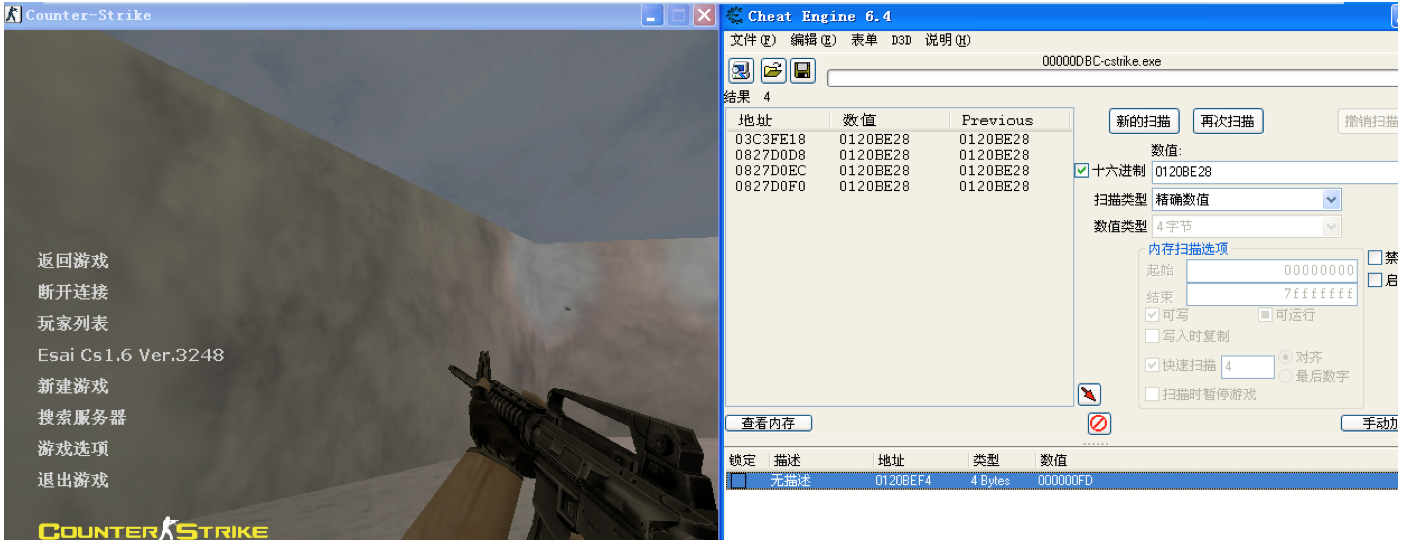 Counter-Strike
返回游戏
断开连接
玩家列表
Esai Cs1.6 Ver.3248
新建游戏
搜索服务器
游戏选项
退出游戏
COUNTER STRIKE
Cheat Engine 6.4
文件(F) 编辑(E) 表单 D3D 说明(H)
00000DBC-cstrike.exe
结果 4
地址 数值 Previous
03C3FE18 0120BE28 0120BE28
0827D0D8 0120BE28 0120BE28
0827D0EC 0120BE28 0120BE28
0827D0F0 0120BE28 0120BE28
新的扫描 再次扫描 撤销扫描
数值:
十六进制 0120BE28
扫描类型 精确数值
数值类型 4字节
内存扫描选项
起始 00000000
禁
结束 7fffffff
启
可写 可运行
写入时复制
快速扫描 4 对齐
最后数字
扫描时暂停游戏
查看内存 手动加
锁定 描述 地址 类型 数值
无描述 0120BEF4 4 Bytes 000000FD